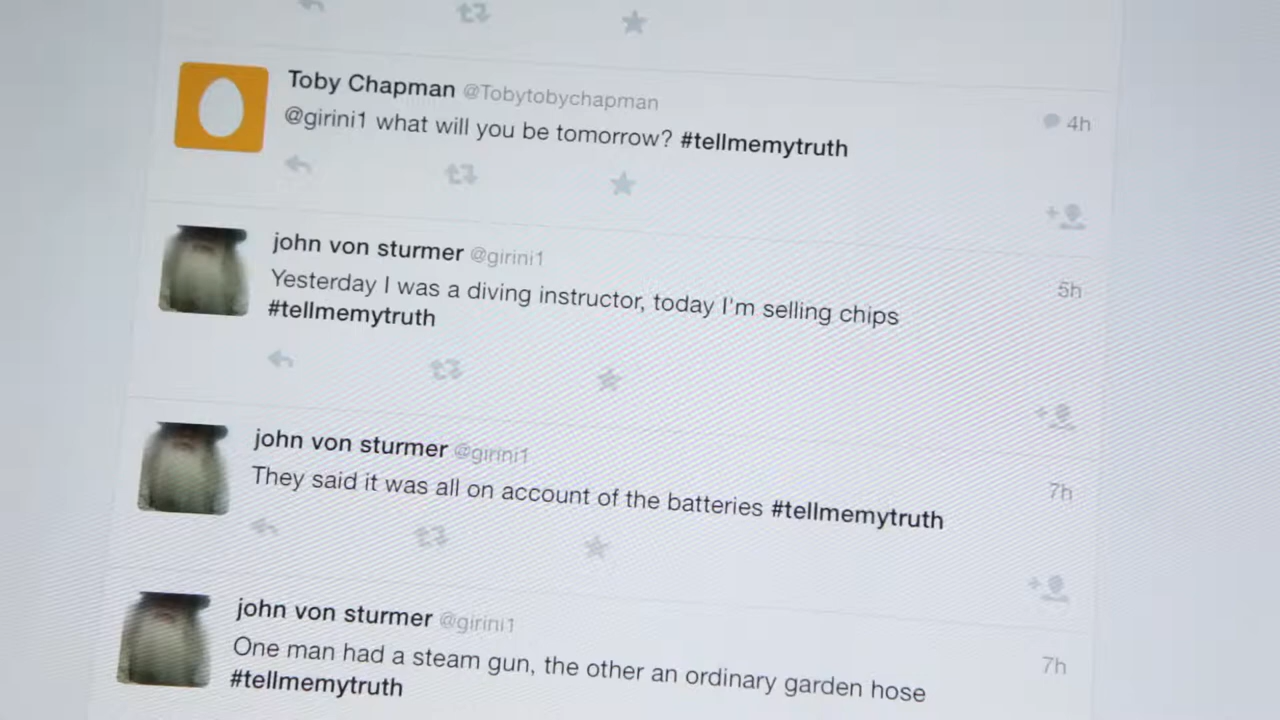 Toby Chapman @Tobytobychapman
4h
@girini1 what will you be tomorrow? #tellmemytruth
john von sturmer @girini1
5h
Yesterday I was a diving instructor, today I'm selling chips
#tellmemytruth
john von sturmer @girini1
7h
They said it was all on account of the batteries #tellmemytruth
john von sturmer @girini1
7h
One man had a steam gun, the other an ordinary garden hose
#tellmemytruth